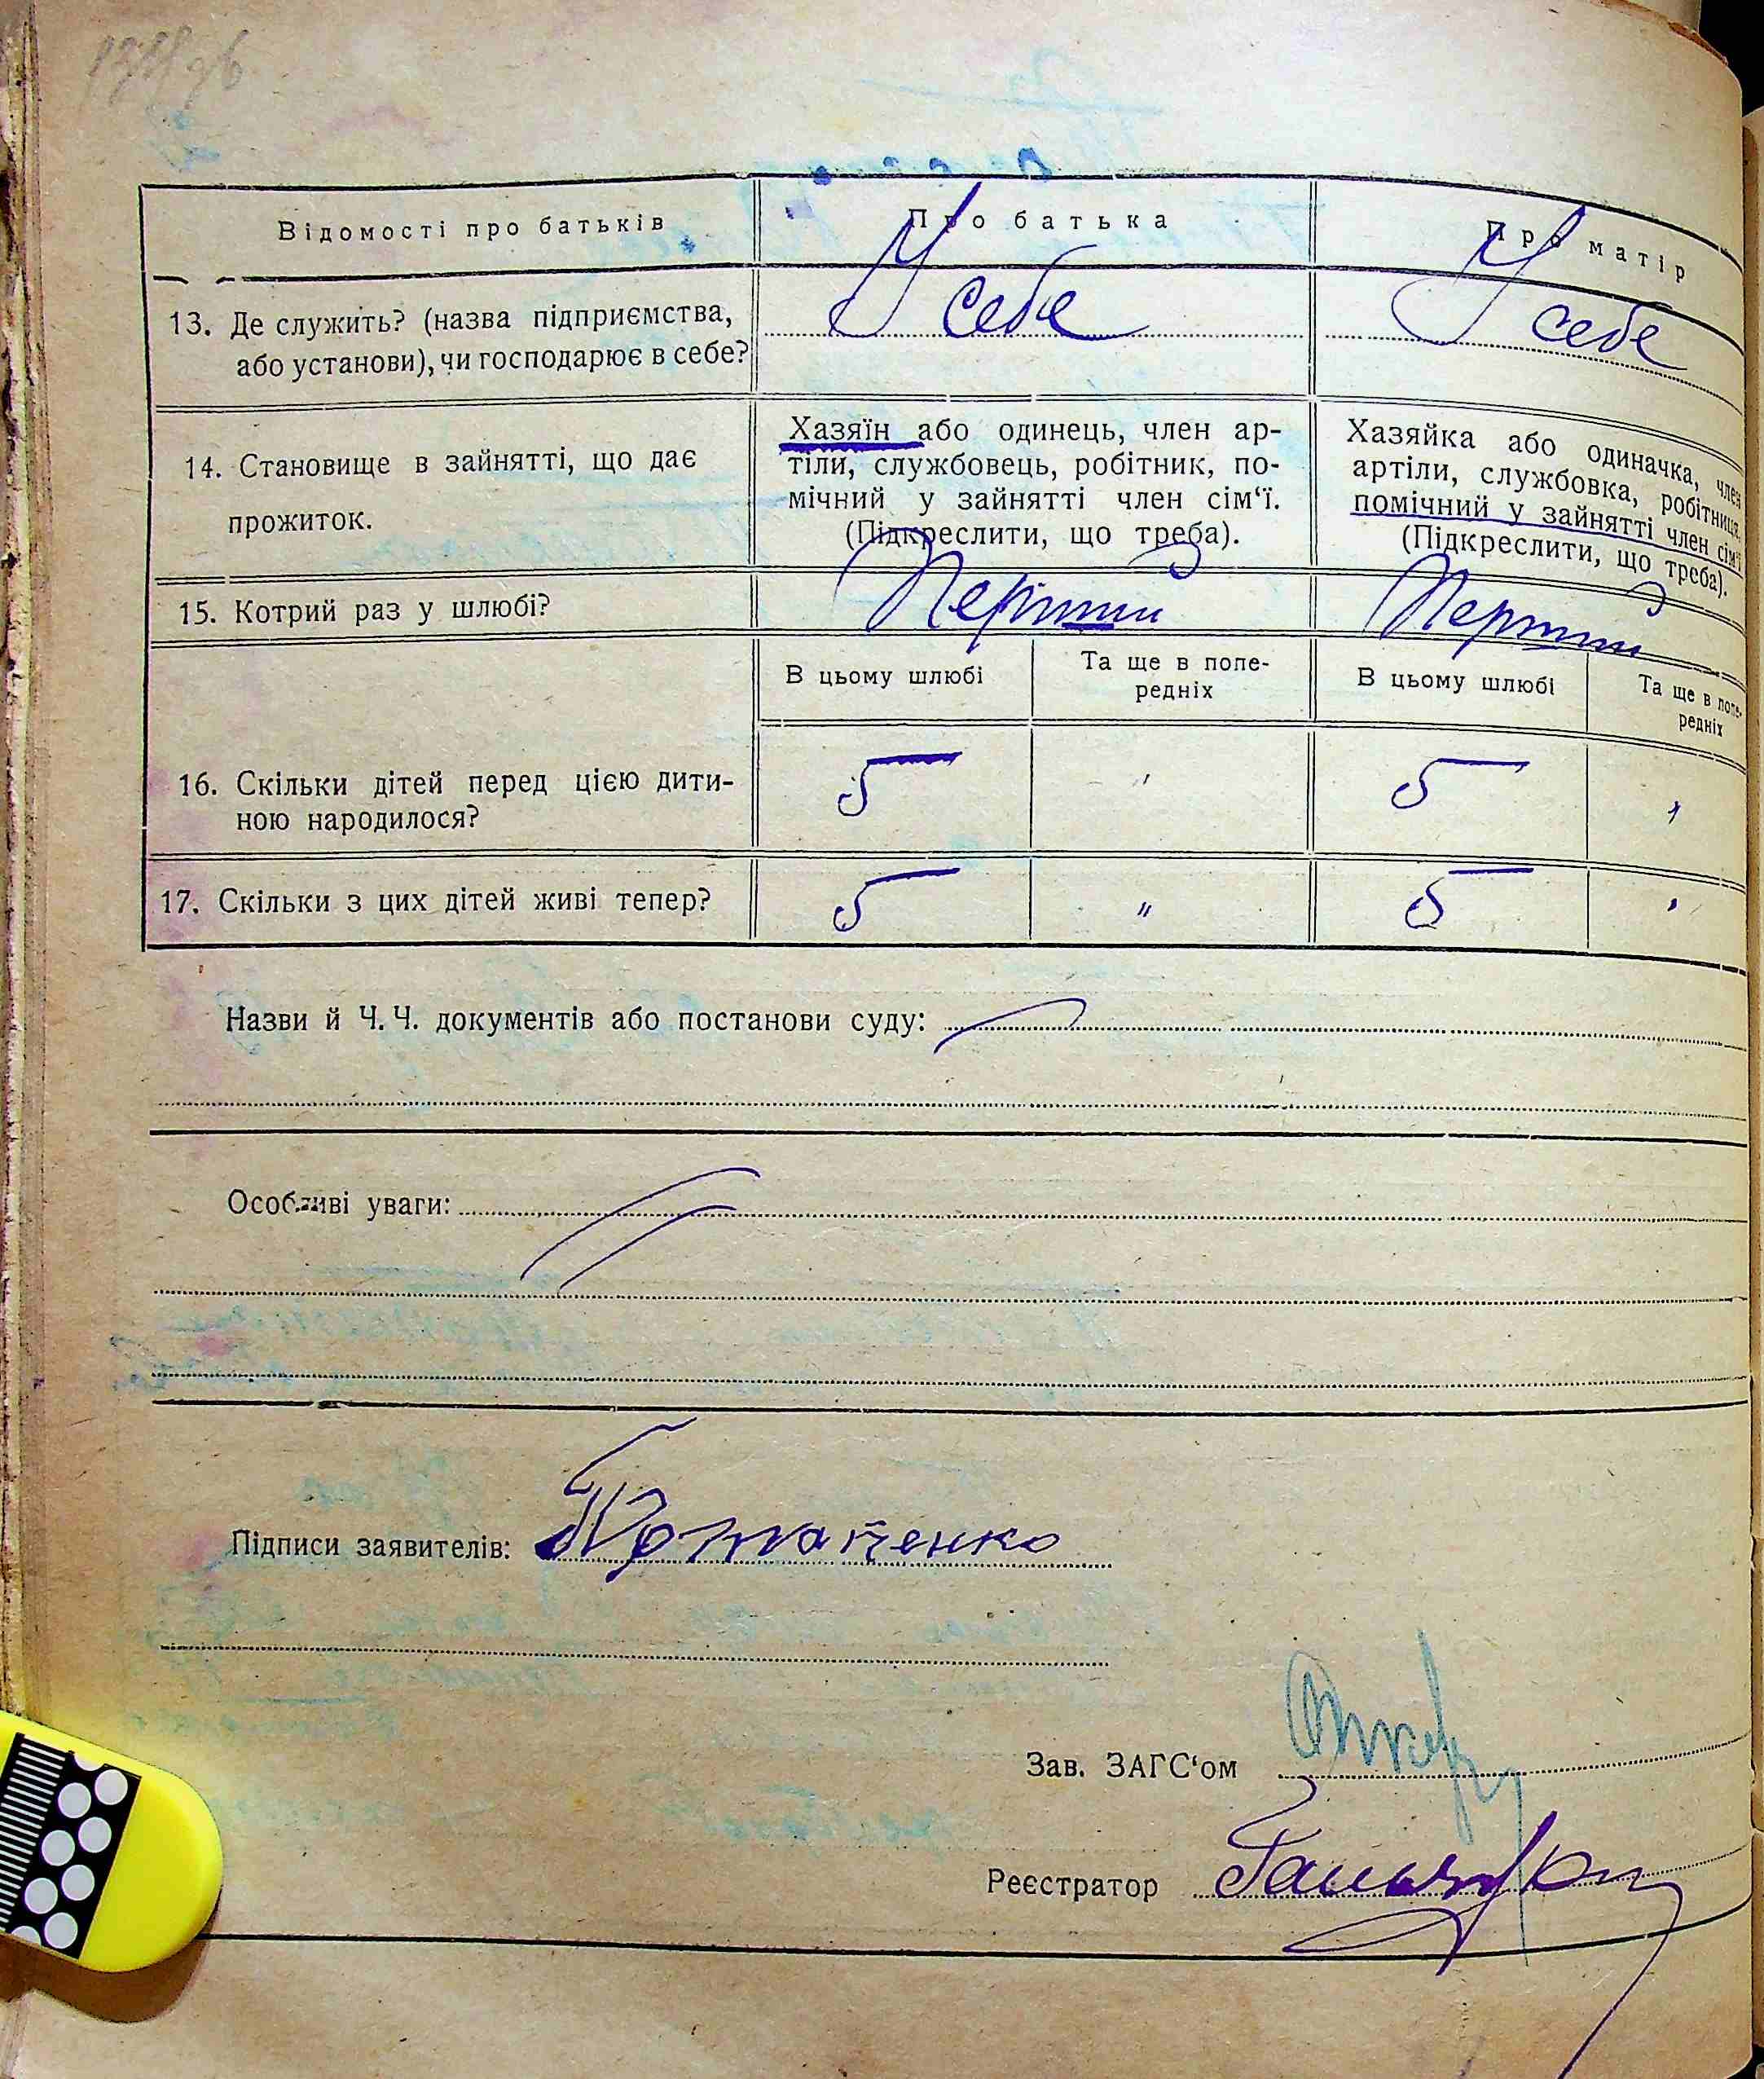 Відомості про батьків
Про батька
Про матір
13. Де служить? (назва підприємства,
або установи), чи господарює в себе?
У себе
У себе
14. Становище в зайнятті, що дає
прожиток.
Хазяїн або одинець, член ар-
тіли, службовець, робітник, по-
мічний у зайнятті член сім‘ї.
(Підкреслити, що треба).
Хазяйка або одиначка, член
артіли, службовка, робітниця,
помічний у зайнятті член сім‘ї
(Підкреслити, що треба).
15. Котрий раз у шлюбі?
Перший
Перший
В цьому шлюбі
Та ще в попе-
редніх
В цьому шлюбі
Та ще в попе-
редніх
16. Скільки дітей перед цією дити-
ною народилося?
5
5
17. Скільки з цих дітей живі тепер?
5
"
5
Назви й Ч. Ч. документів або постанови суду:
Особливі уваги:
Підписи заявителів: Потапенко
Зав. ЗАГС‘ом
Реєстратор